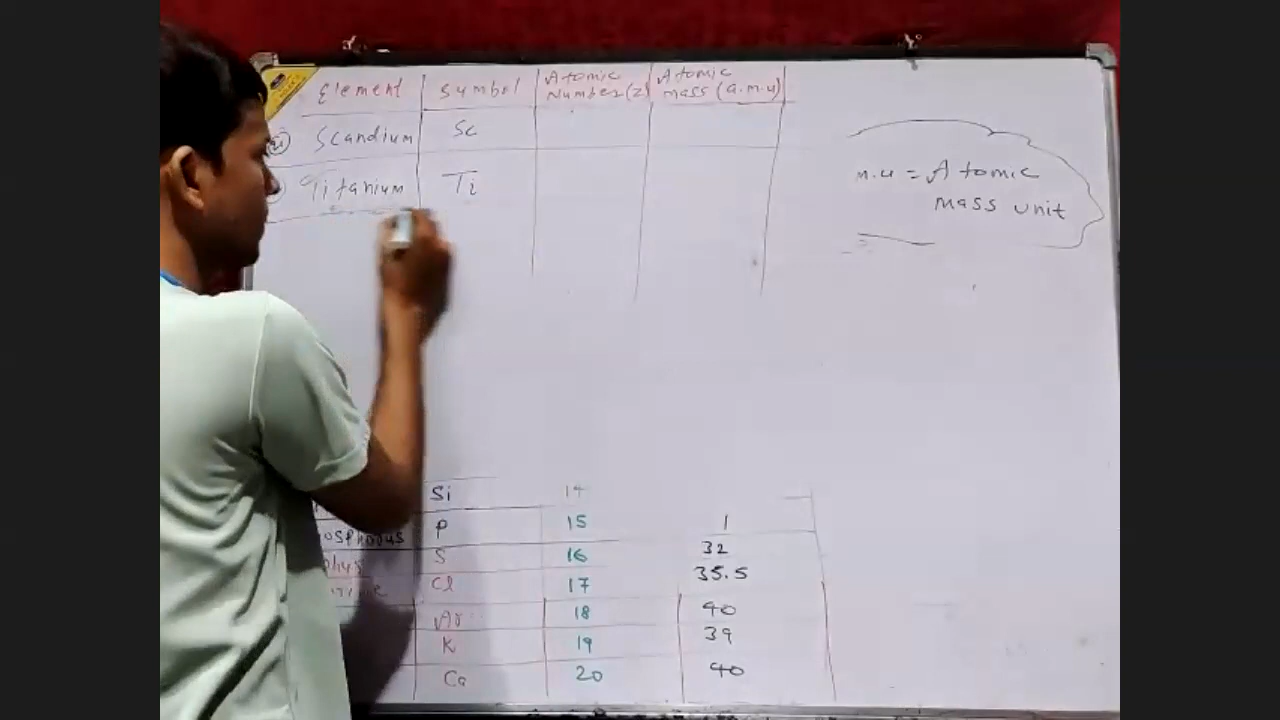 Element Symbol Atomic Number(Z) Atomic mass (a.m.u)
Scandium Sc
Titanium Ti
m.u = Atomic
mass unit
Si 14
osphorus P 15 1
S 16 32
Cl 17 35.5
Ar 18 40
K 19 39
Ca 20 40